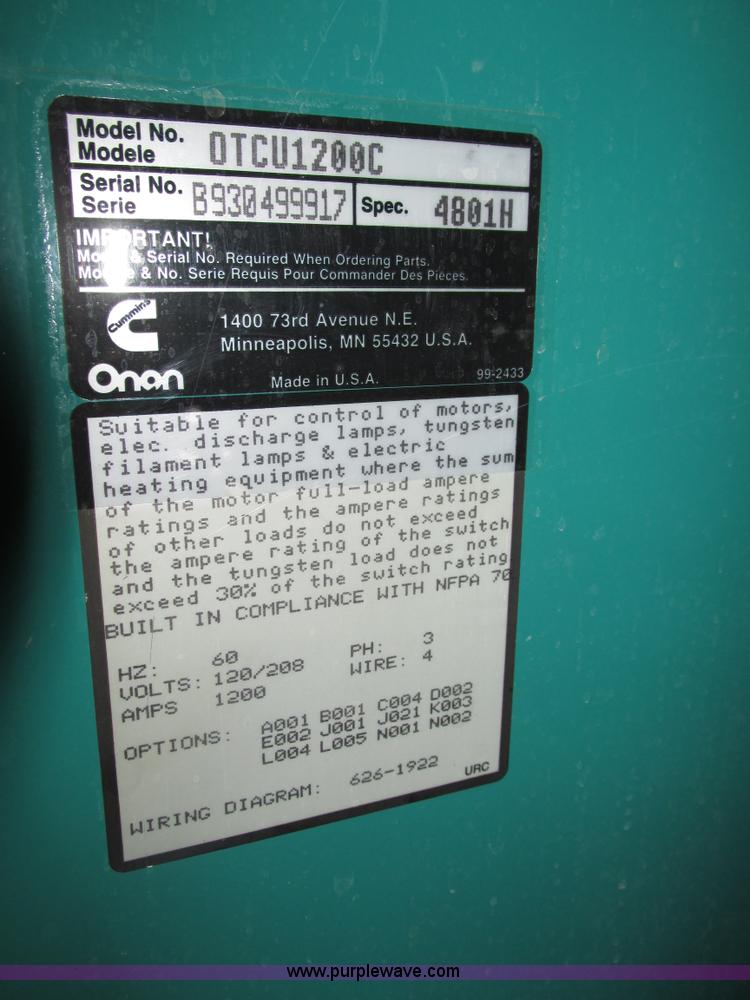 Model No.
Modele OTCU1200C
Serial No.
Serie B930499917 Spec. 4801H
IMPORTANT!
Model & Serial No. Required When Ordering Parts.
Modele & No. Serie Requis Pour Commander Des Pieces.
Cummins
Onan
1400 73rd Avenue N.E.
Minneapolis, MN 55432 U.S.A.
Made in U.S.A.
99-2433
Suitable for control of motors,
elec. discharge lamps, tungsten
filament lamps & electric
heating equipment where the sum
of the motor full-load ampere
ratings and the ampere ratings
of other loads do not exceed
the ampere rating of the switch
and the tungsten load does not
exceed 30% of the switch rating
BUILT IN COMPLIANCE WITH NFPA 70
HZ: 60 PH: 3
VOLTS: 120/208 WIRE: 4
AMPS 1200
OPTIONS: A001 B001 C004 D002
E002 J001 J021 K003
L004 L005 N001 N002
WIRING DIAGRAM: 626-1922 URC
www.purplewave.com